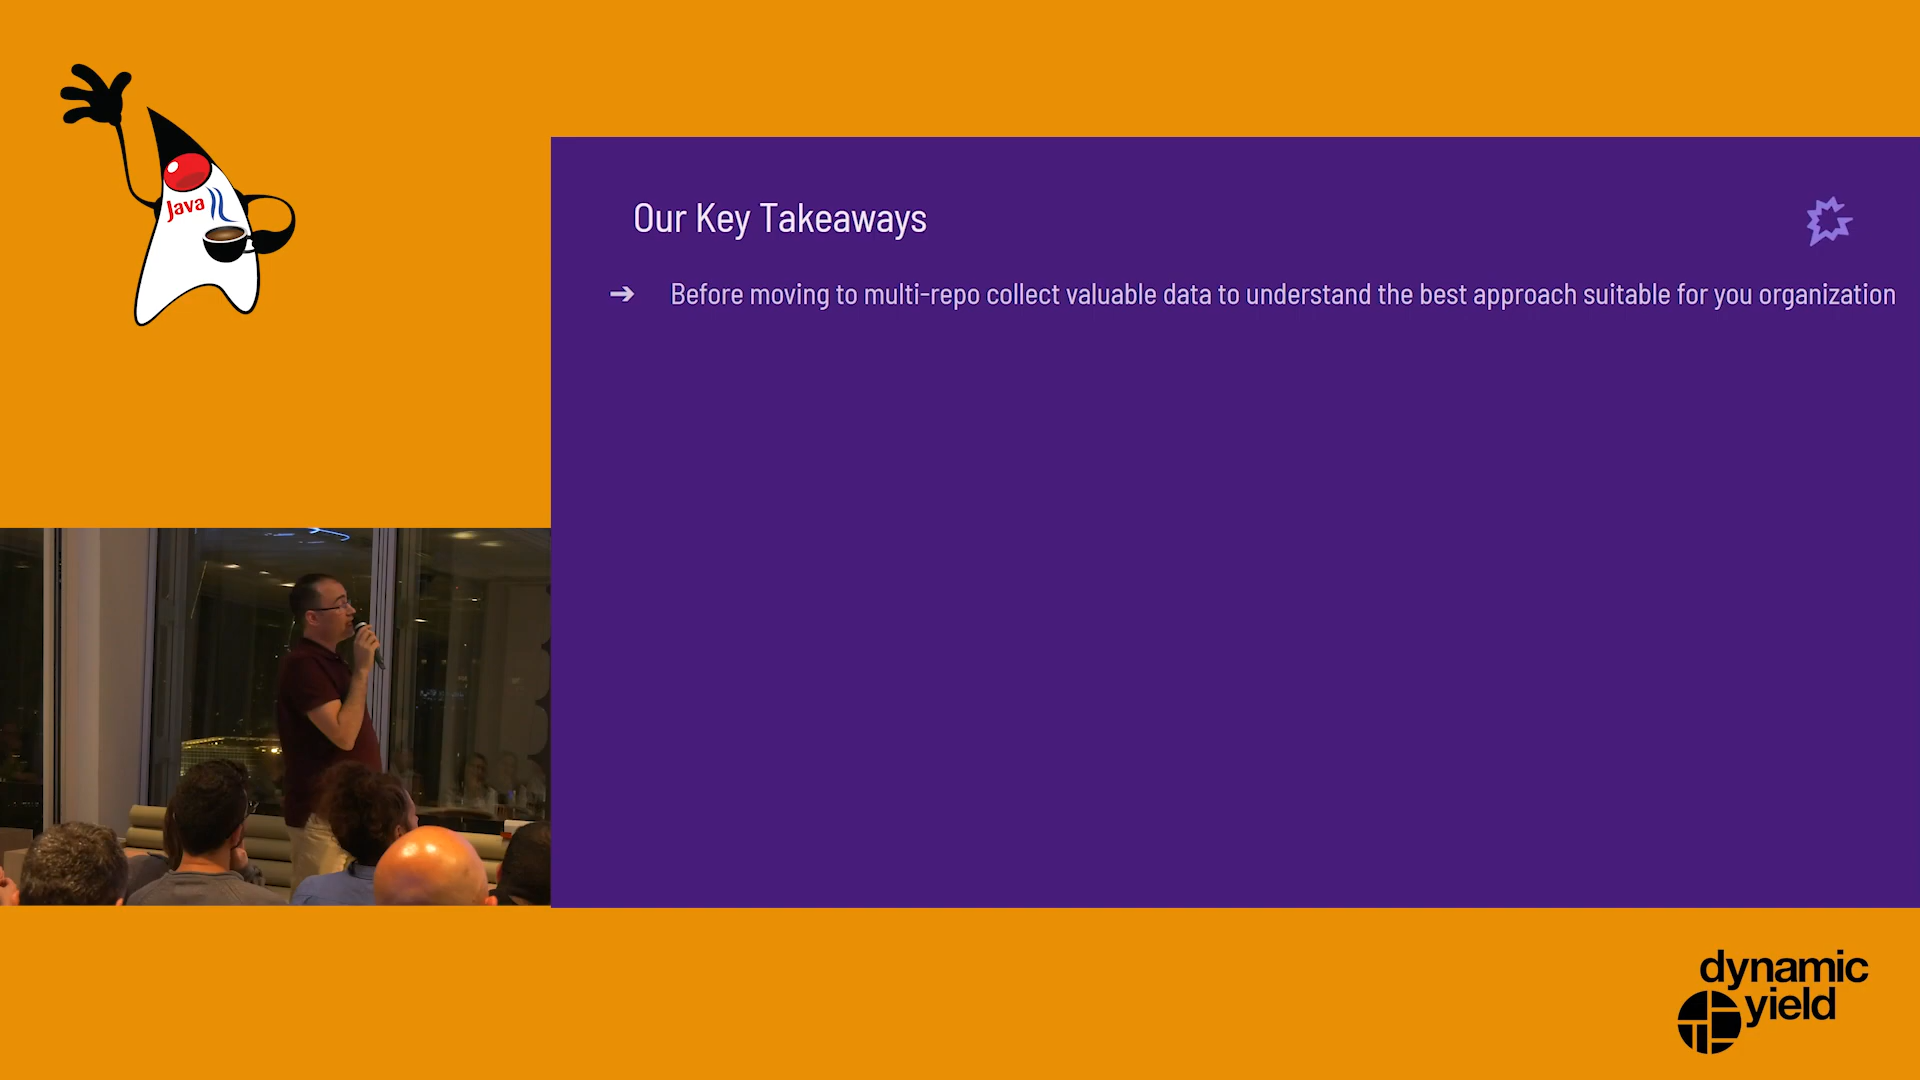 Java
Our Key Takeaways
➔ Before moving to multi-repo collect valuable data to understand the best approach suitable for you organization
dynamic
yield